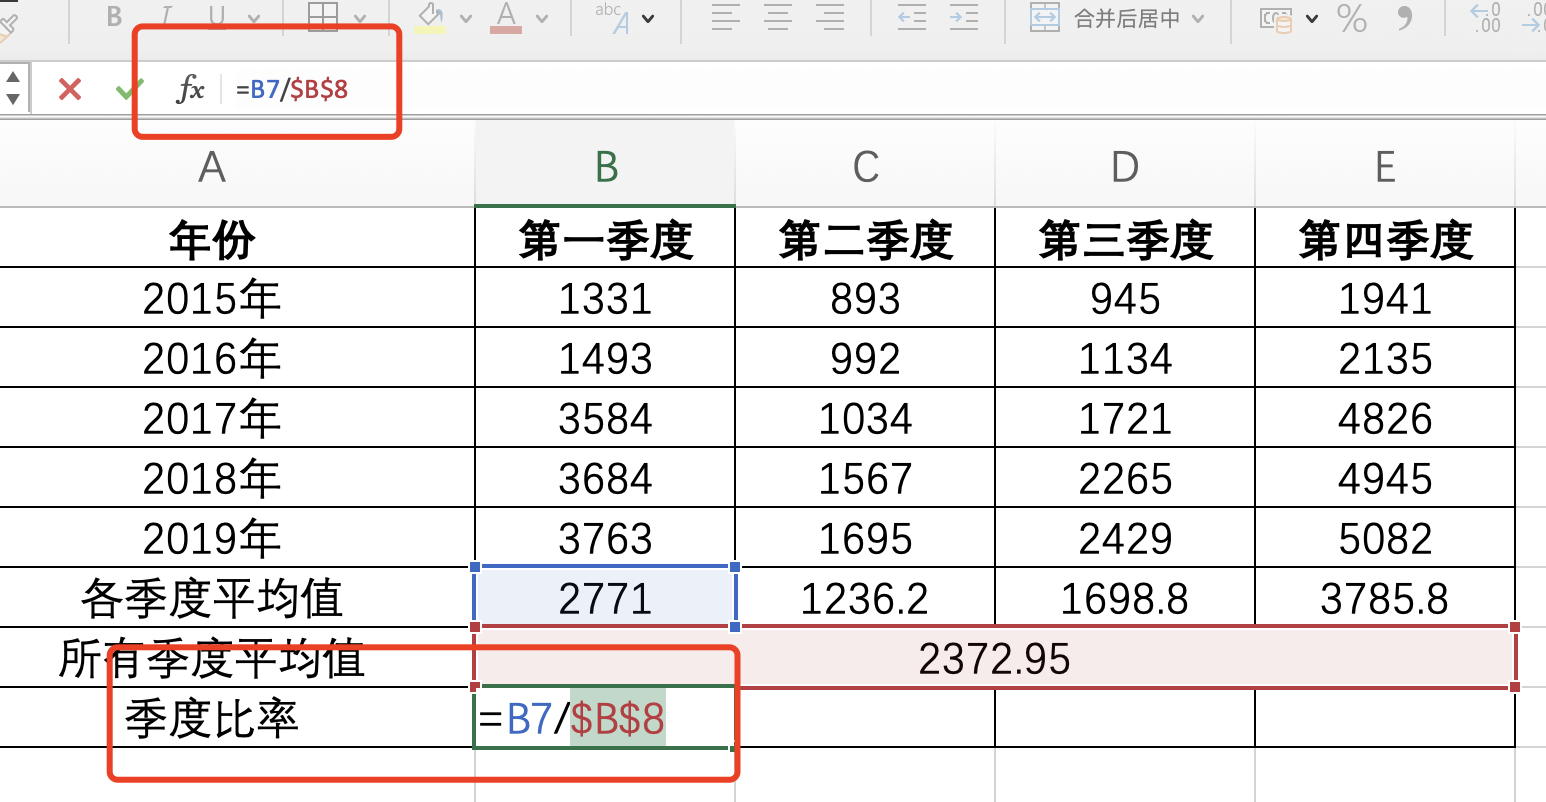 B I U A abc A 合并后居中 % .0 .00
fx =B7/$B$8
A B C D E
年份 第一季度 第二季度 第三季度 第四季度
2015年 1331 893 945 1941
2016年 1493 992 1134 2135
2017年 3584 1034 1721 4826
2018年 3684 1567 2265 4945
2019年 3763 1695 2429 5082
各季度平均值 2771 1236.2 1698.8 3785.8
所有季度平均值 2372.95
季度比率 =B7/$B$8